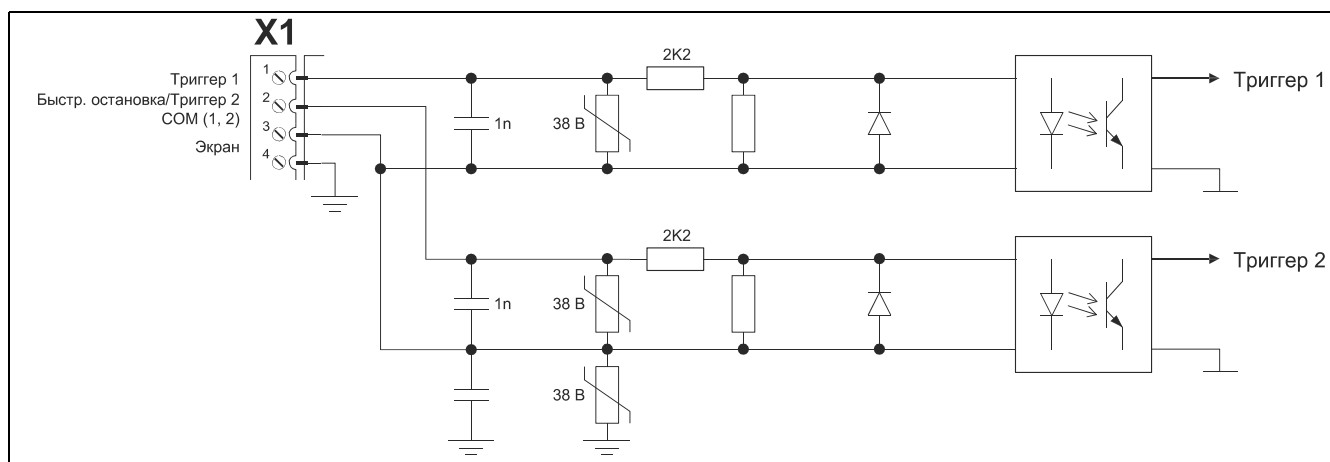 X1
Триггер 1
Быстр. остановка/Триггер 2
COM (1, 2)
Экран
1
2
3
4
1n
38 В
2K2
Триггер 1
1n
38 В
2K2
Триггер 2
38 В